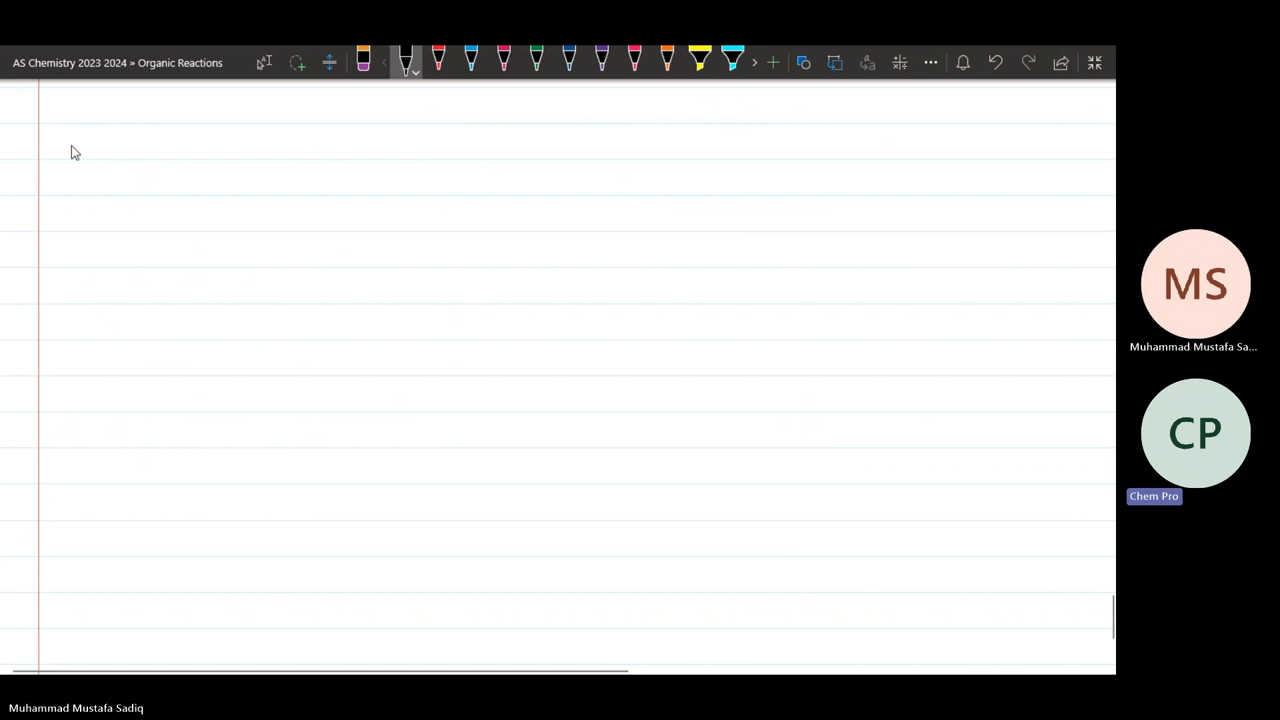 AS Chemistry 2023 2024 » Organic Reactions
MS
Muhammad Mustafa Sa...
CP
Chem Pro
Muhammad Mustafa Sadiq